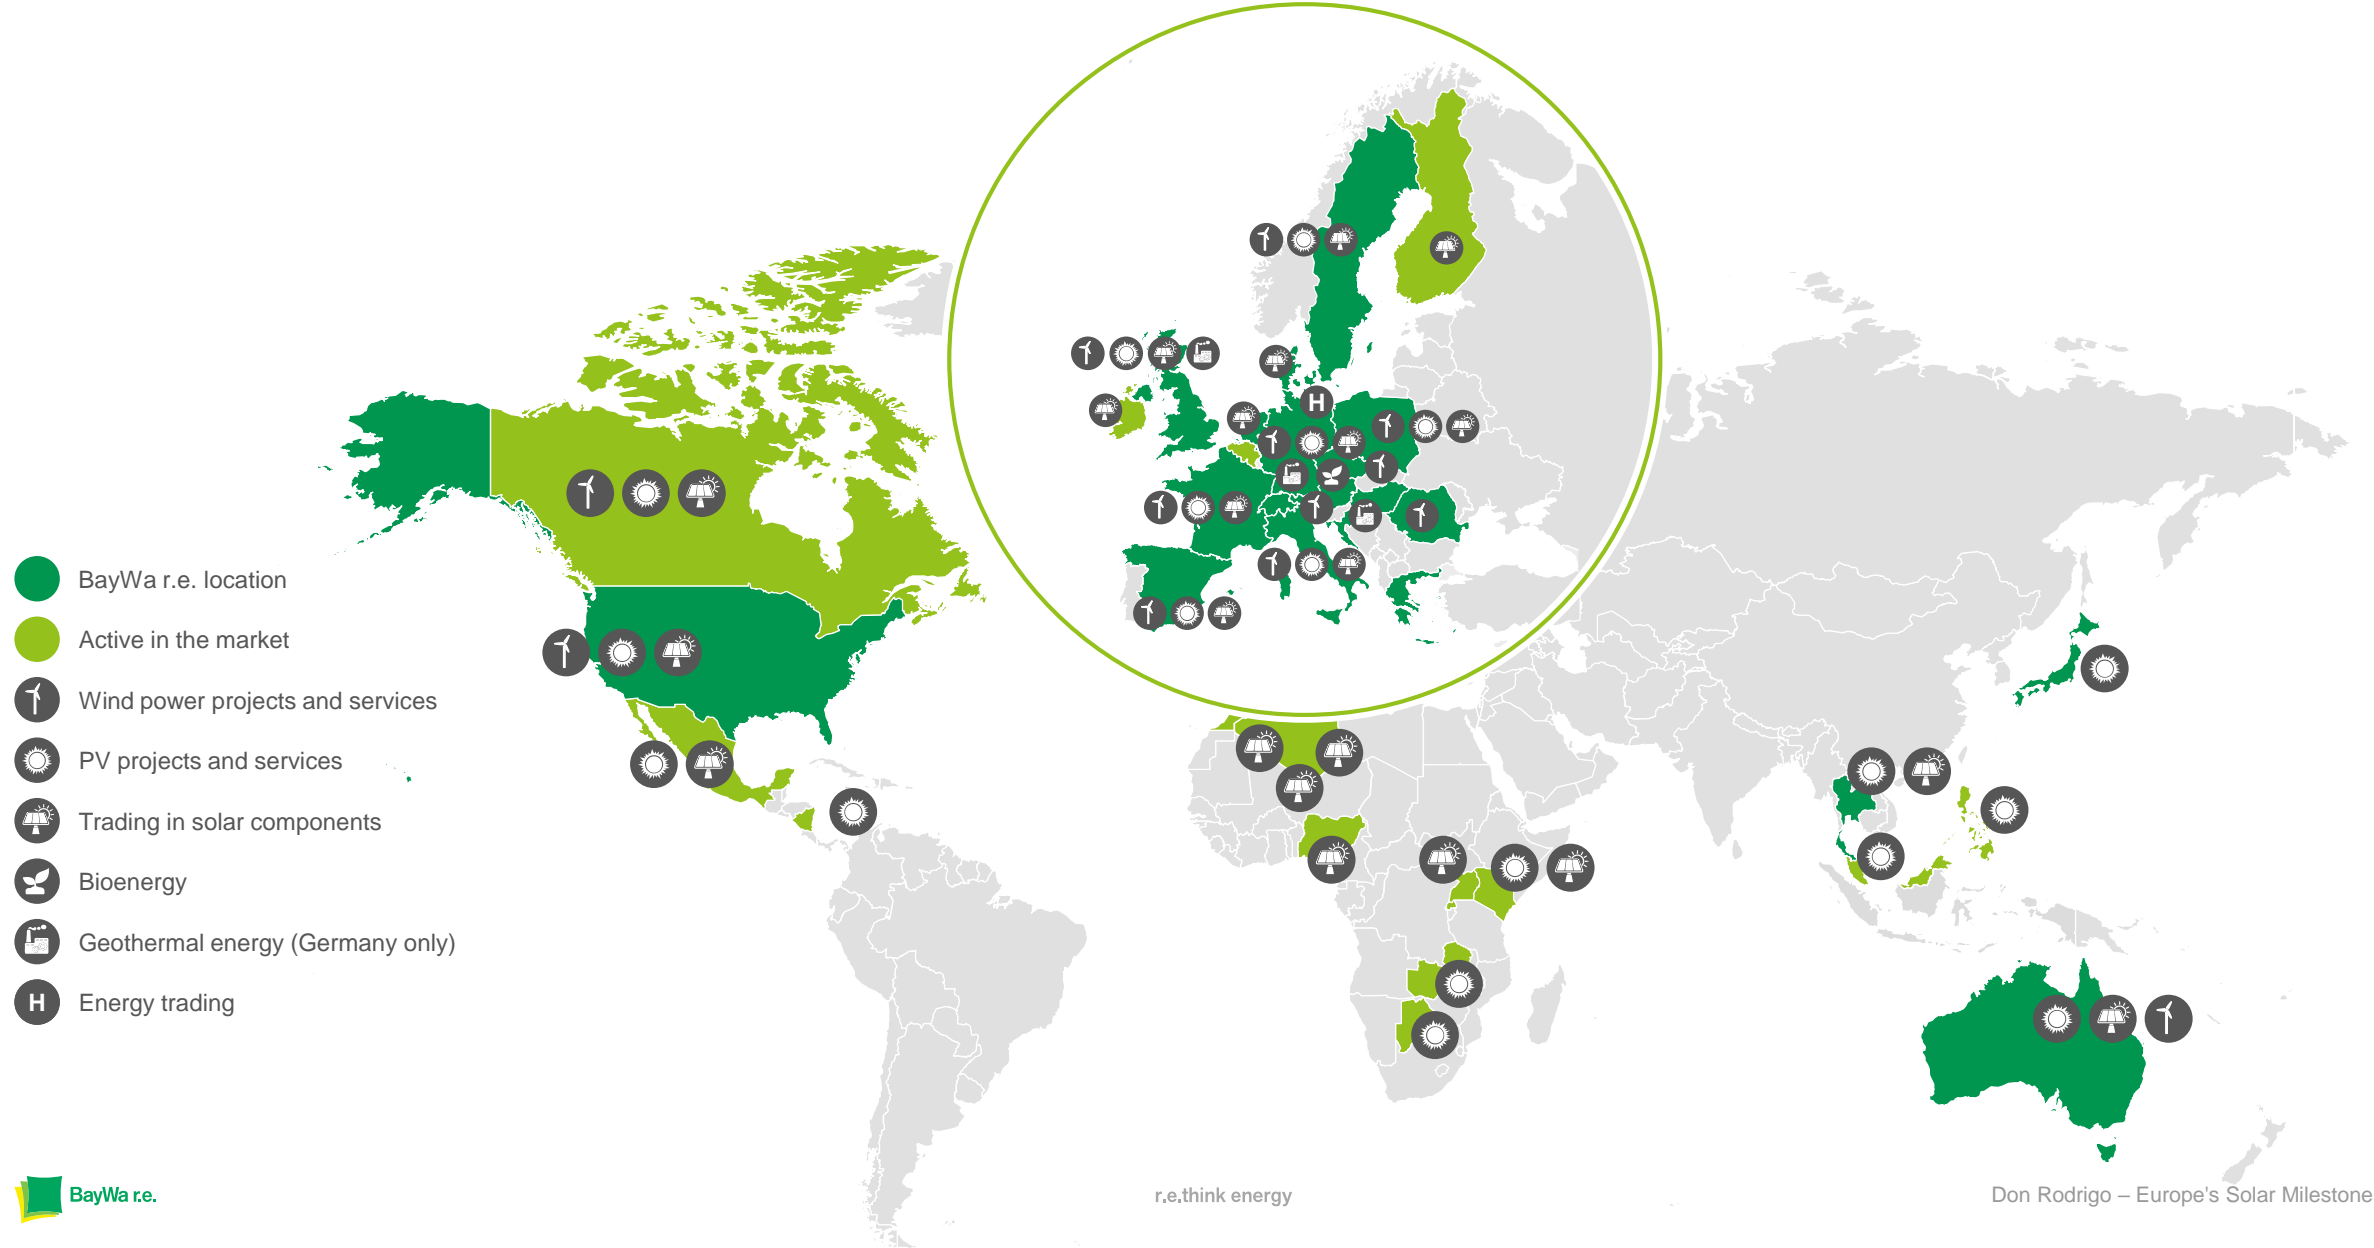 BayWa r.e. location
Active in the market
Wind power projects and services
PV projects and services
Trading in solar components
Bioenergy
Geothermal energy (Germany only)
H Energy trading
H
BayWa r.e.
r.e.think energy
Don Rodrigo – Europe's Solar Milestone